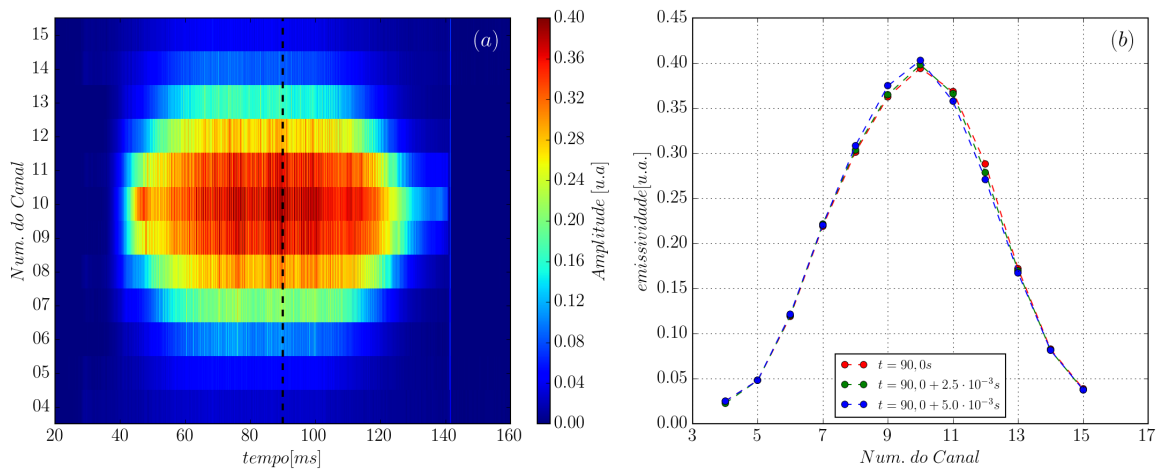 (a)
Num. do Canal
15
14
13
12
11
10
09
08
07
06
05
04
20 40 60 80 100 120 140 160
tempo[ms]
0.40
0.36
0.32
0.28
0.24
0.20
0.16
0.12
0.08
0.04
0.00
Amplitude [u.a]
(b)
emissividade[u.a.]
0.45
0.40
0.35
0.30
0.25
0.20
0.15
0.10
0.05
0.00
t = 90,0s
t = 90,0 + 2.5 · 10⁻³s
t = 90,0 + 5.0 · 10⁻³s
3 5 7 9 11 13 15 17
Num. do Canal